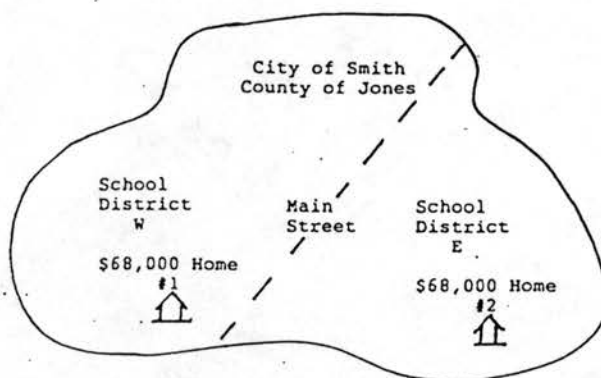 City of Smith
County of Jones
School
District
W
$68,000 Home
#1
Main
Street
School
District
E
$68,000 Home
#2